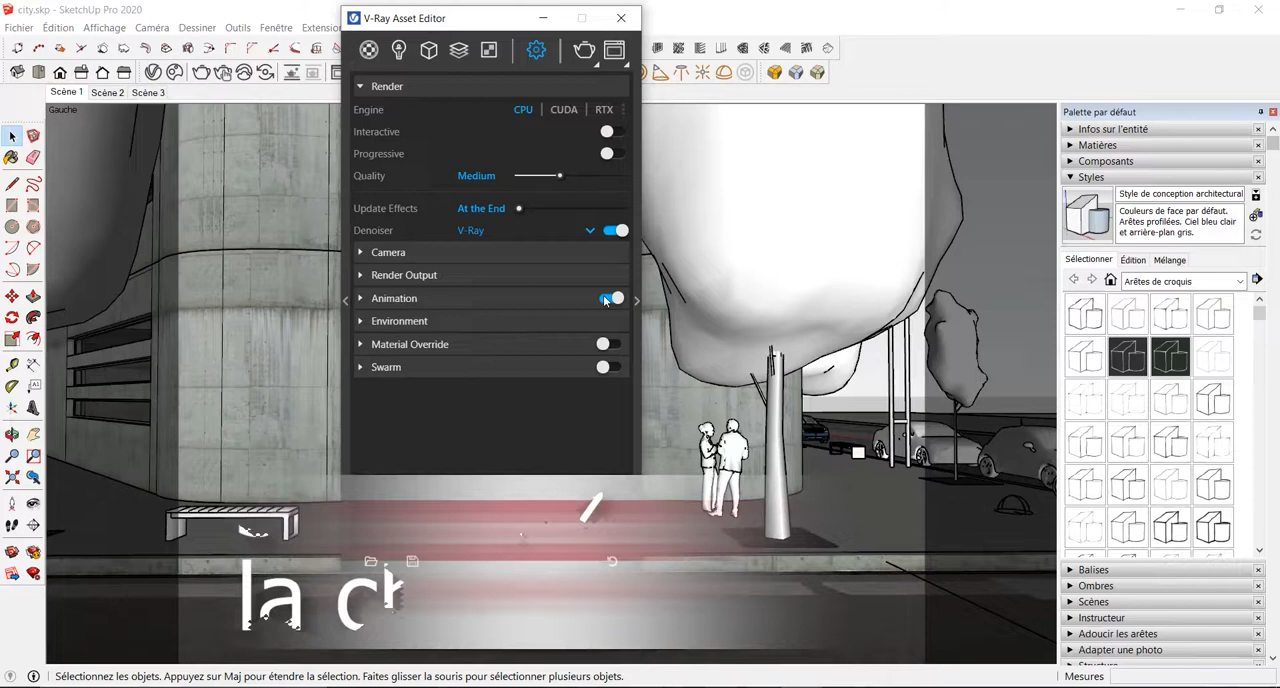 city.skp - SketchUp Pro 2020
Fichier Édition Affichage Caméra Dessiner Outils Fenêtre Extension
V-Ray Asset Editor
Scène 1 Scène 2 Scène 3
Gauche
Render
Engine CPU CUDA RTX
Interactive
Progressive
Quality Medium
Update Effects At the End
Denoiser V-Ray
Camera
Render Output
Animation
Environment
Material Override
Swarm
la
Palette par défaut
Infos sur l'entité
Matières
Composants
Styles
Style de conception architectural
Couleurs de face par défaut.
Arêtes profilées. Ciel bleu clair
et arrière-plan gris.
Sélectionner Édition Mélange
Arêtes de croquis
Balises
Ombres
Scènes
Instructeur
Adoucir les arêtes
Adapter une photo
Sélectionnez les objets. Appuyez sur Maj pour étendre la sélection. Faites glisser la souris pour sélectionner plusieurs objets.
Mesures